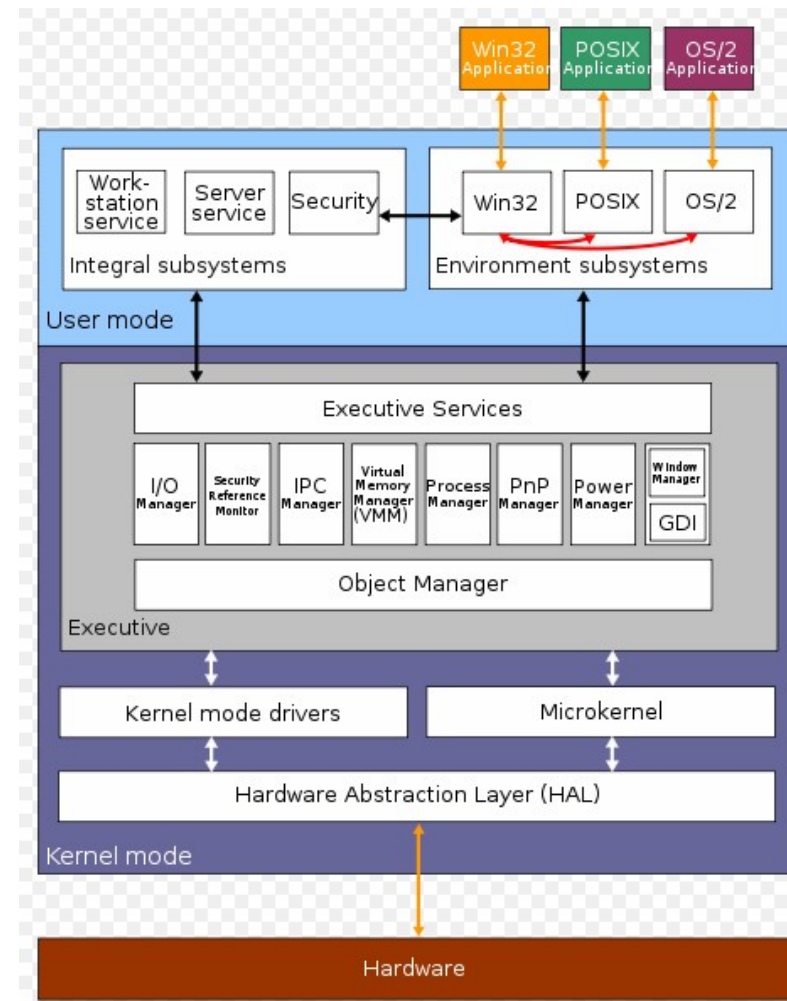 Win32
Application
POSIX
Application
OS/2
Application
Work-
station
service
Server
service
Security
Integral subsystems
Win32
POSIX
OS/2
Environment subsystems
User mode
Executive Services
I/O
Manager
Security
Reference
Monitor
IPC
Manager
Virtual
Memory
Manager
(VMM)
Process
Manager
PnP
Manager
Power
Manager
Window
Manager
GDI
Object Manager
Executive
Kernel mode drivers
Microkernel
Hardware Abstraction Layer (HAL)
Kernel mode
Hardware